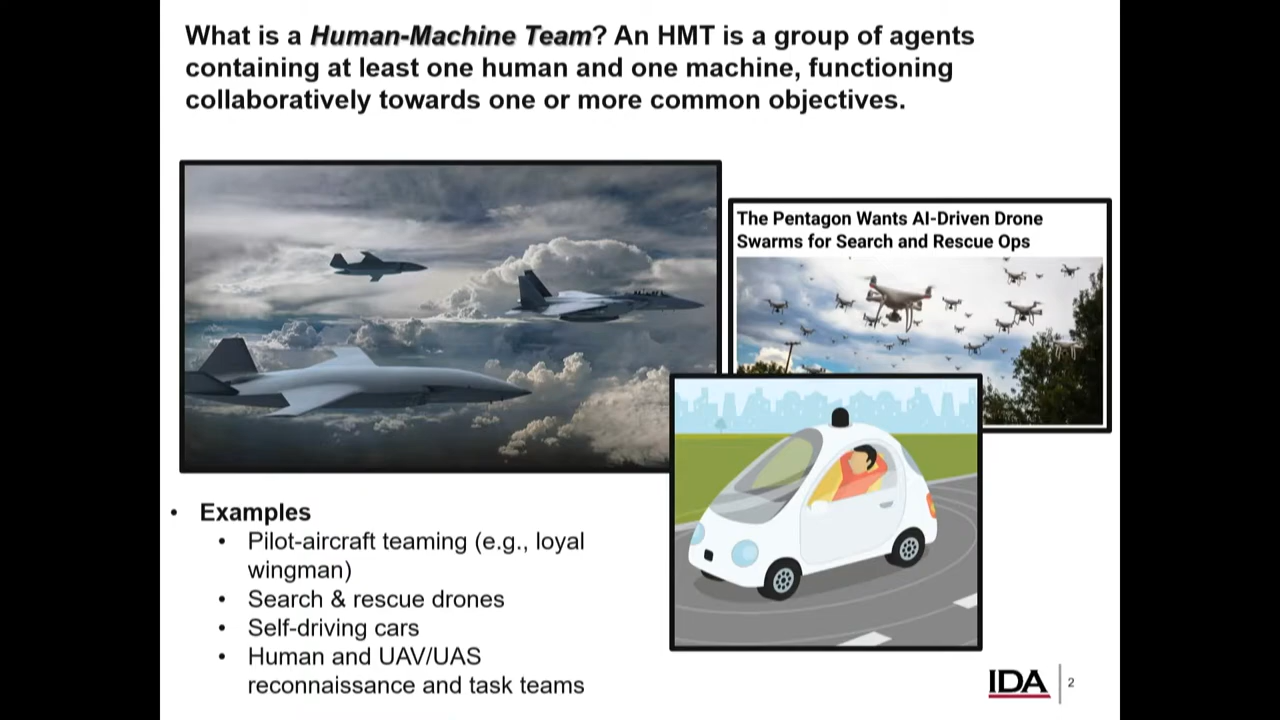 What is a Human-Machine Team? An HMT is a group of agents
containing at least one human and one machine, functioning
collaboratively towards one or more common objectives.
The Pentagon Wants AI-Driven Drone
Swarms for Search and Rescue Ops
• Examples
• Pilot-aircraft teaming (e.g., loyal
wingman)
• Search & rescue drones
• Self-driving cars
• Human and UAV/UAS
reconnaissance and task teams
IDA
2